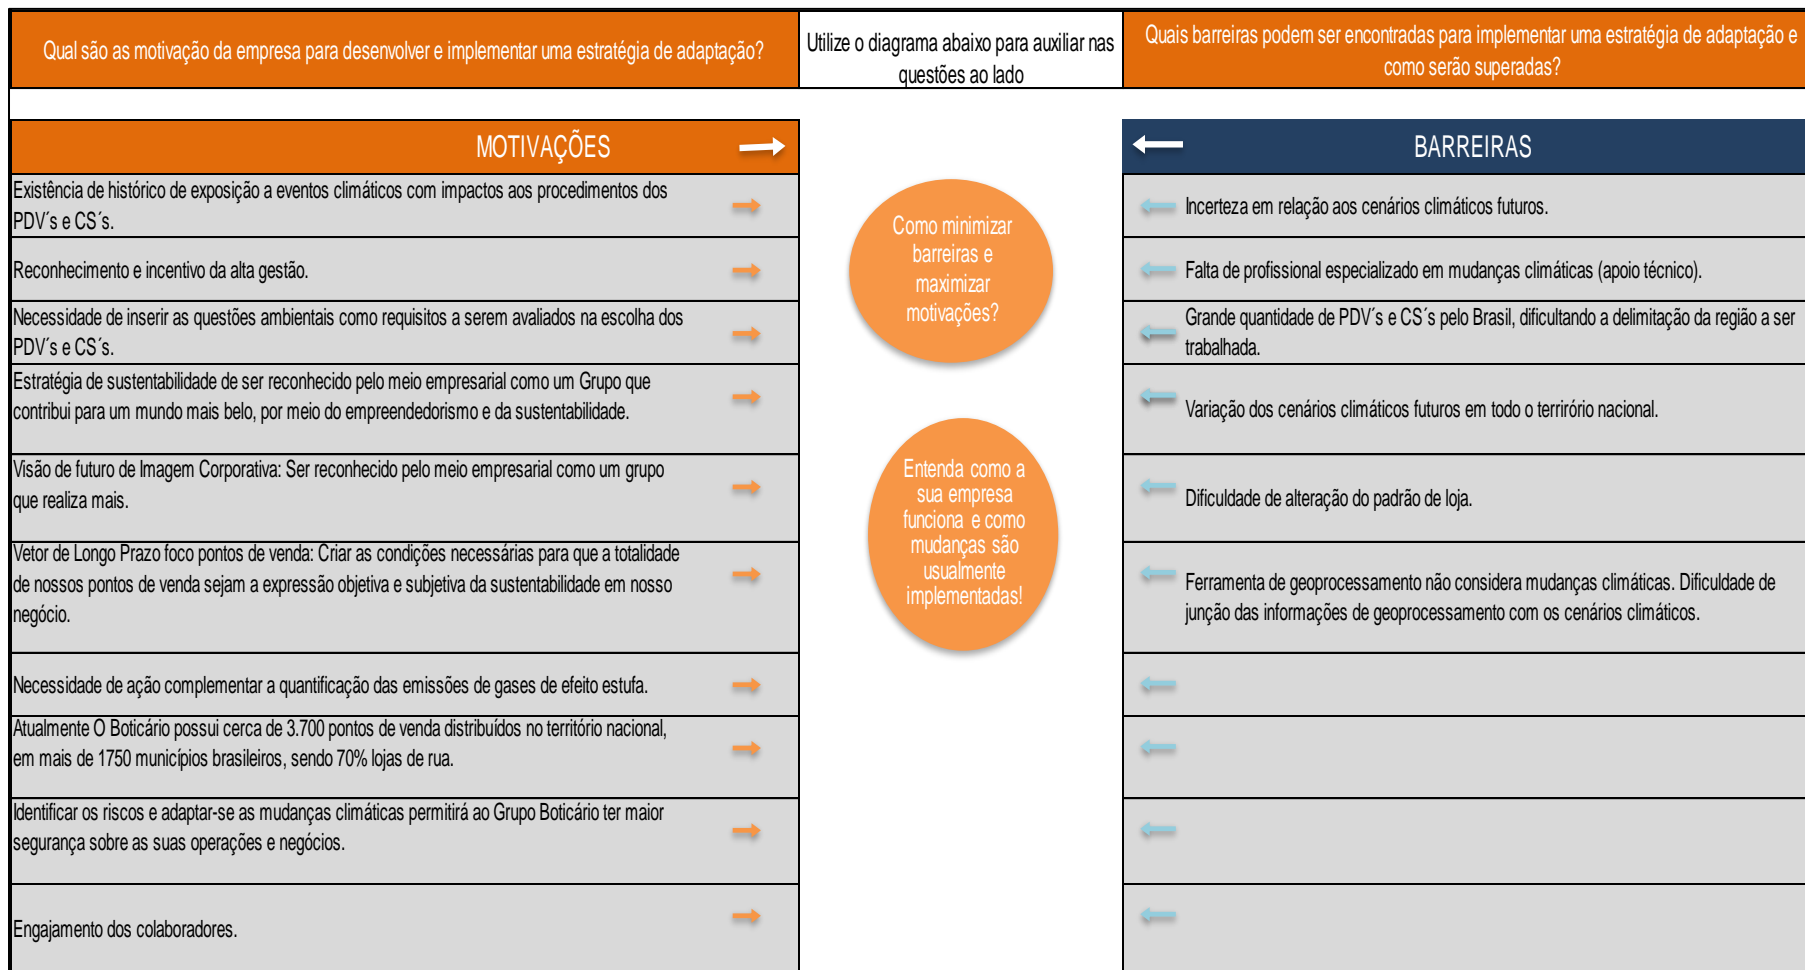 Qual são as motivação da empresa para desenvolver e implementar uma estratégia de adaptação?
Utilize o diagrama abaixo para auxiliar nas
questões ao lado
Quais barreiras podem ser encontradas para implementar uma estratégia de adaptação e
como serão superadas?
MOTIVAÇÕES
Existência de histórico de exposição a eventos climáticos com impactos aos procedimentos dos
PDV´s e CS´s.
Reconhecimento e incentivo da alta gestão.
Necessidade de inserir as questões ambientais como requisitos a serem avaliados na escolha dos
PDV´s e CS´s.
Estratégia de sustentabilidade de ser reconhecido pelo meio empresarial como um Grupo que
contribui para um mundo mais belo, por meio do empreendedorismo e da sustentabilidade.
Visão de futuro de Imagem Corporativa: Ser reconhecido pelo meio empresarial como um grupo
que realiza mais.
Vetor de Longo Prazo foco pontos de venda: Criar as condições necessárias para que a totalidade
de nossos pontos de venda sejam a expressão objetiva e subjetiva da sustentabilidade em nosso
negócio.
Necessidade de ação complementar a quantificação das emissões de gases de efeito estufa.
Atualmente O Boticário possui cerca de 3.700 pontos de venda distribuídos no território nacional,
em mais de 1750 municípios brasileiros, sendo 70% lojas de rua.
Identificar os riscos e adaptar-se as mudanças climáticas permitirá ao Grupo Boticário ter maior
segurança sobre as suas operações e negócios.
Engajamento dos colaboradores.
Como minimizar
barreiras e
maximizar
motivações?
Entenda como a
sua empresa
funciona e como
mudanças são
usualmente
implementadas!
BARREIRAS
Incerteza em relação aos cenários climáticos futuros.
Falta de profissional especializado em mudanças climáticas (apoio técnico).
Grande quantidade de PDV´s e CS´s pelo Brasil, dificultando a delimitação da região a ser
trabalhada.
Variação dos cenários climáticos futuros em todo o terrirório nacional.
Dificuldade de alteração do padrão de loja.
Ferramenta de geoprocessamento não considera mudanças climáticas. Dificuldade de
junção das informações de geoprocessamento com os cenários climáticos.